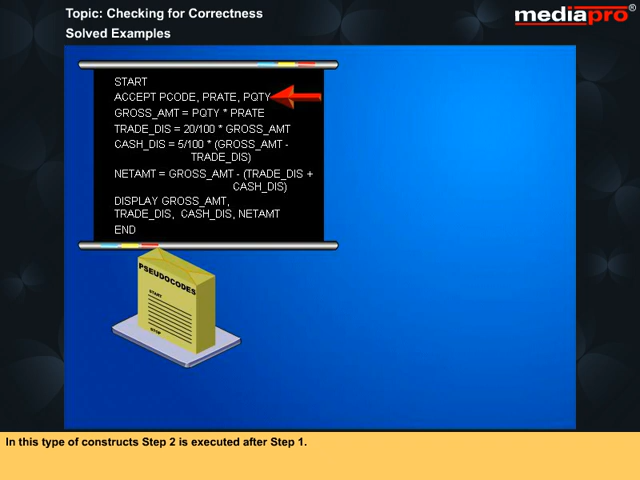 Topic: Checking for Correctness
Solved Examples
mediapro®
START
ACCEPT PCODE, PRATE, PQTY
GROSS_AMT = PQTY * PRATE
TRADE_DIS = 20/100 * GROSS_AMT
CASH_DIS = 5/100 * (GROSS_AMT -
TRADE_DIS)
NETAMT = GROSS_AMT - (TRADE_DIS +
CASH_DIS)
DISPLAY GROSS_AMT,
TRADE_DIS, CASH_DIS, NETAMT
END
PSEUDOCODES
START
STOP
In this type of constructs Step 2 is executed after Step 1.